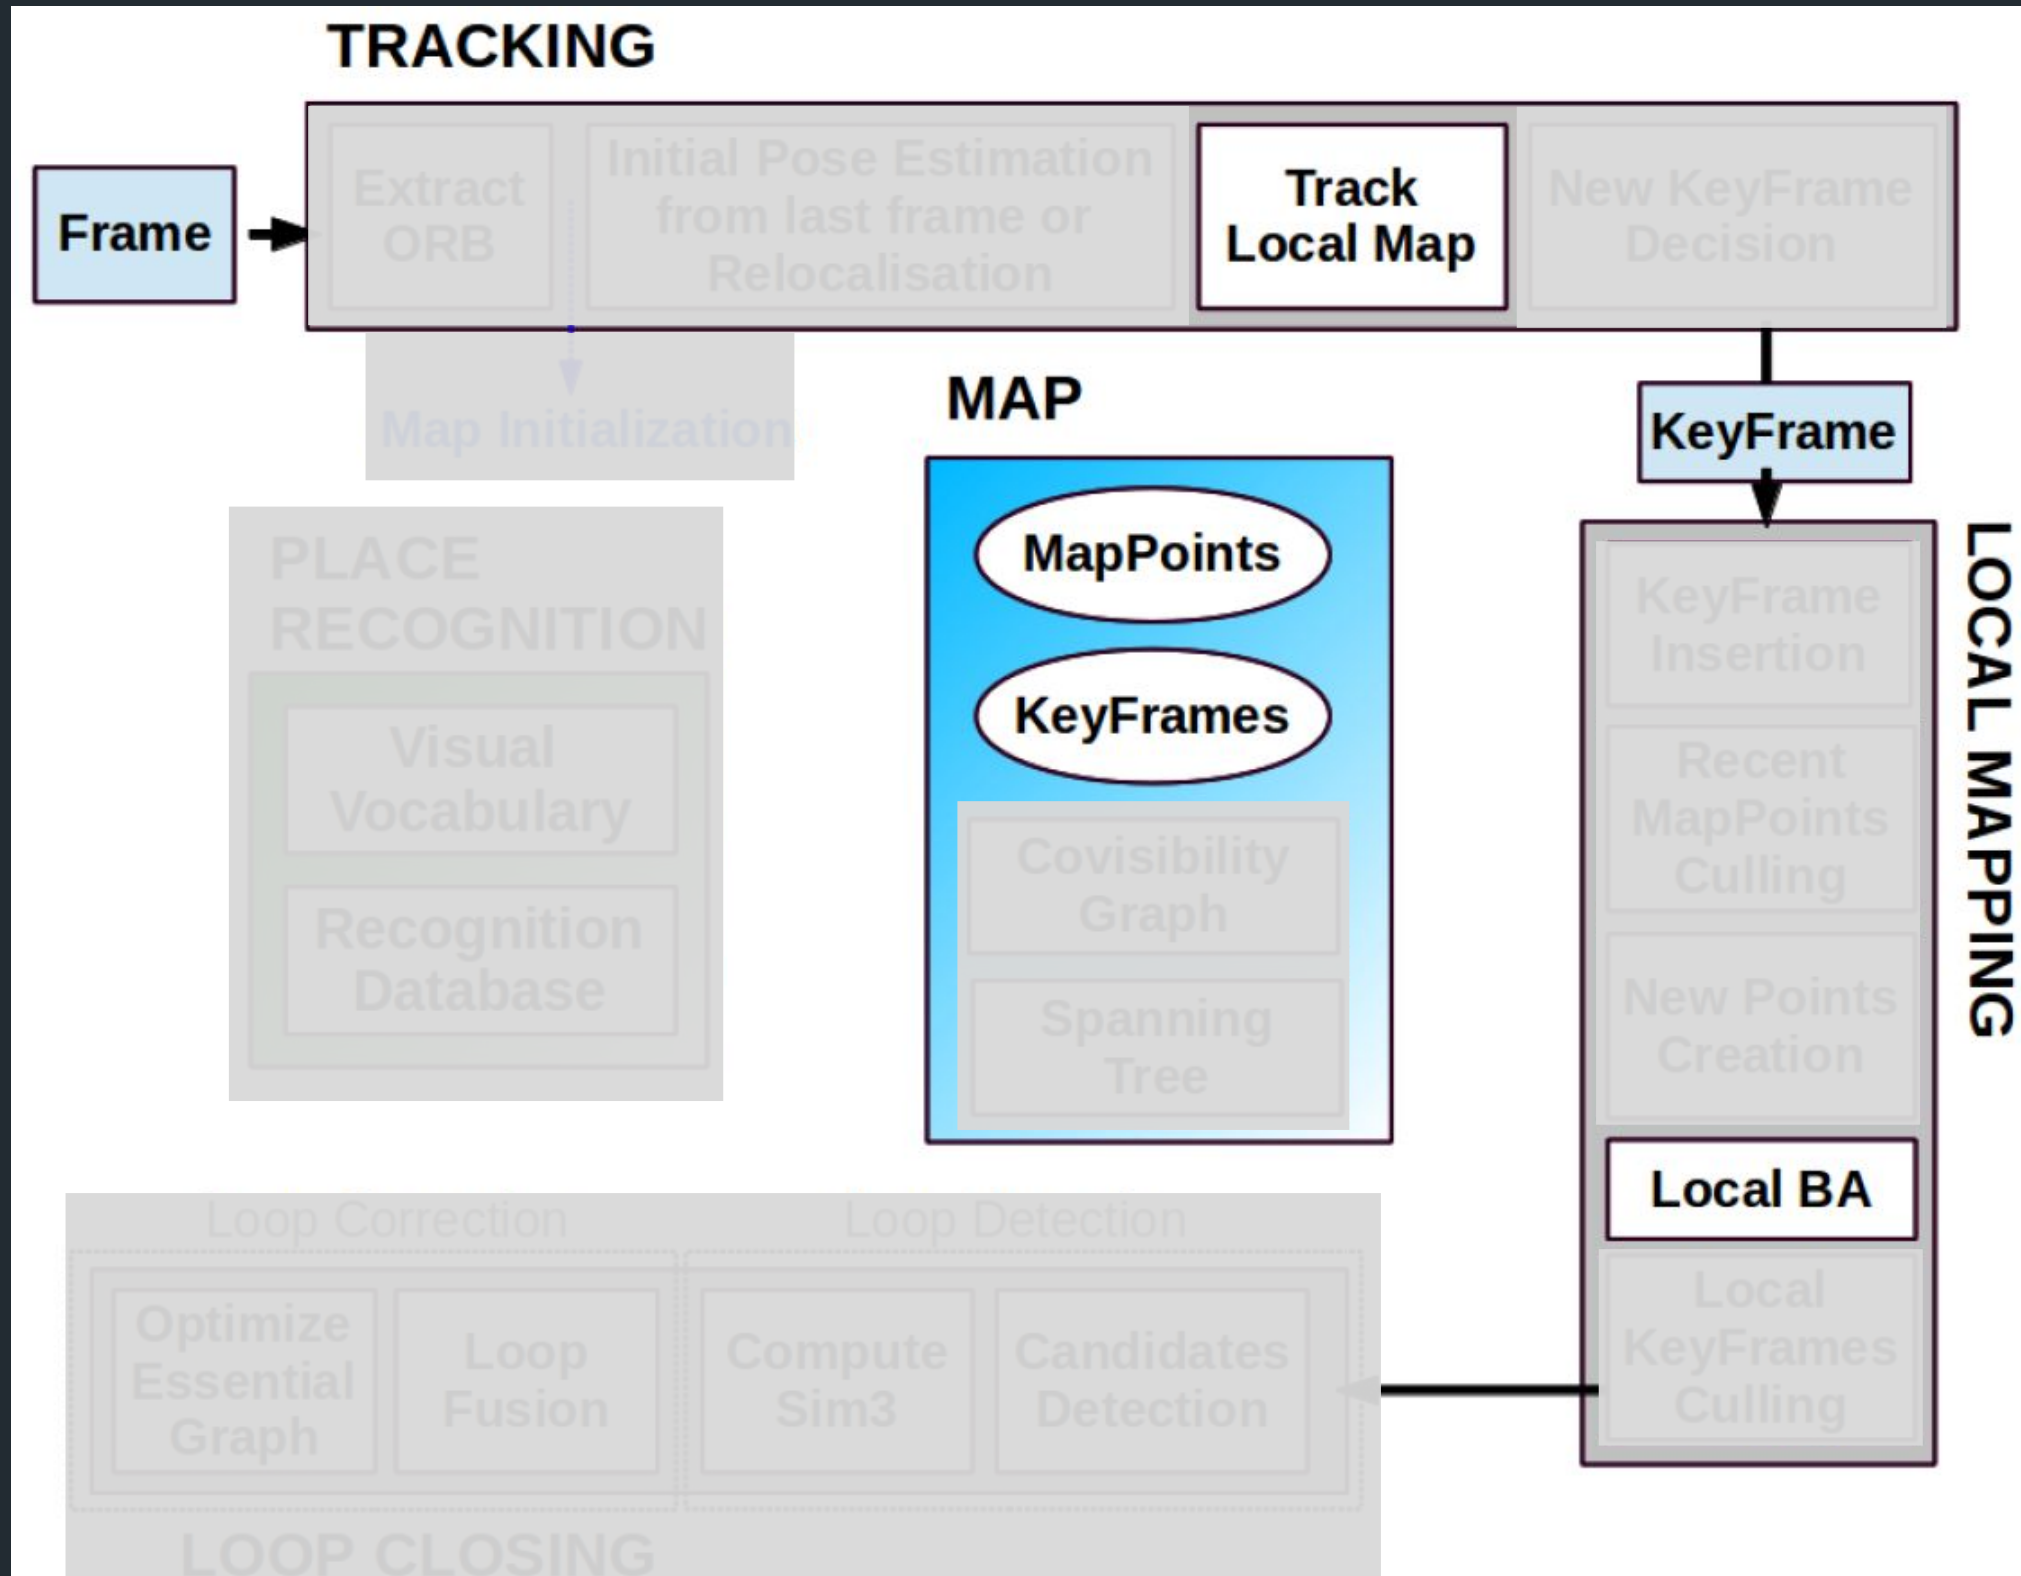 TRACKING
Frame
Extract
ORB
Initial Pose Estimation
from last frame or
Relocalisation
Track
Local Map
New KeyFrame
Decision
Map Initialization
MAP
KeyFrame
PLACE
RECOGNITION
Visual
Vocabulary
Recognition
Database
MapPoints
KeyFrames
Covisibility
Graph
Spanning
Tree
LOCAL MAPPING
KeyFrame
Insertion
Recent
MapPoints
Culling
New Points
Creation
Local BA
Local
KeyFrames
Culling
Loop Correction
Loop Detection
Optimize
Essential
Graph
Loop
Fusion
Compute
Sim3
Candidates
Detection
LOOP CLOSING